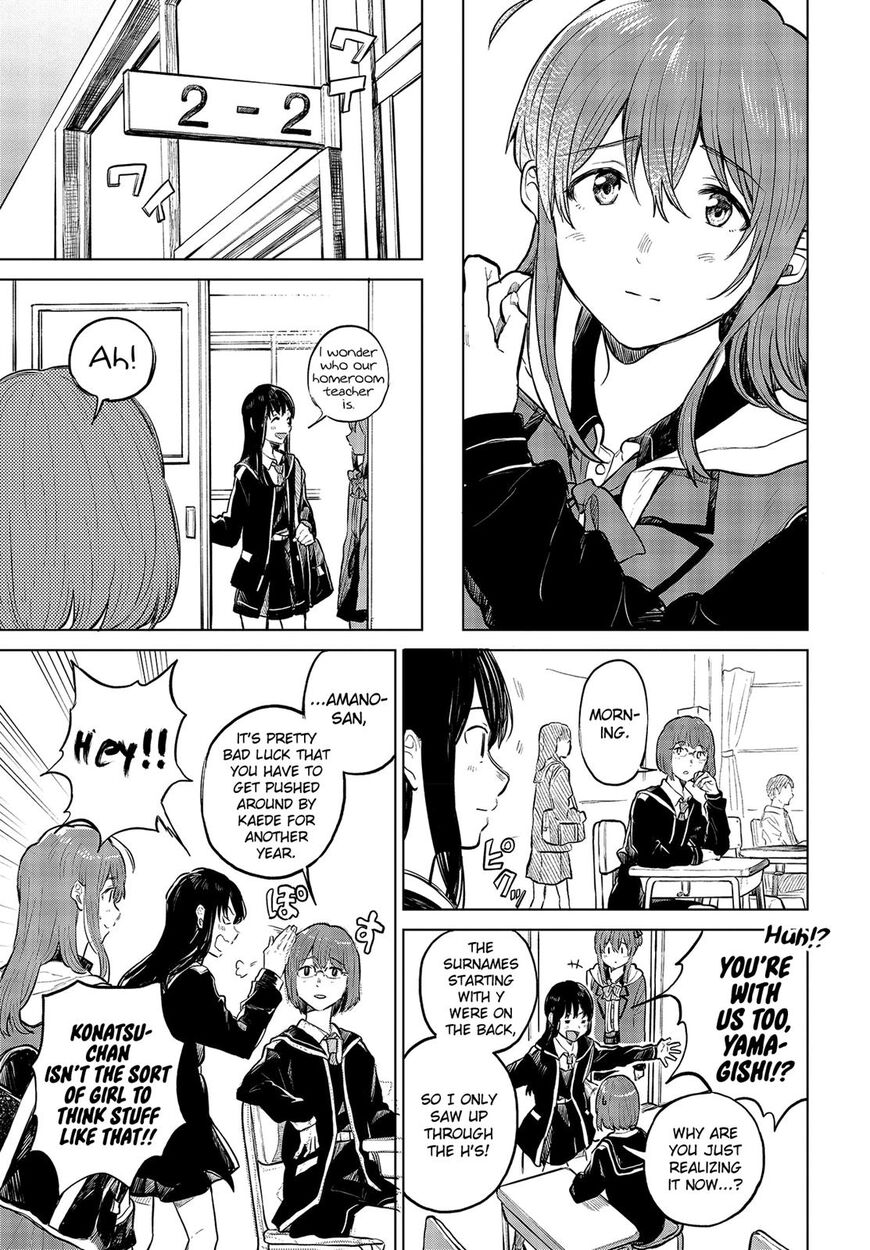 2-2
ワイ
ワイ
I wonder
who our
homeroom
teacher
is.
Ah!
MORN-
ING.
ピクッ
Huh!?
YOU'RE
WITH
US TOO,
YAMA-
GISHI!?
WHY ARE
YOU JUST
REALIZING
IT NOW...?
THE
SURNAMES
STARTING
WITH Y
WERE ON
THE BACK,
SO I ONLY
SAW UP
THROUGH
THE H'S!
...AMANO-
SAN,
IT'S PRETTY
BAD LUCK THAT
YOU HAVE TO
GET PUSHED
AROUND BY
KAEDE FOR
ANOTHER
YEAR.
Hey!!
すぽ
KONATSU-
CHAN
ISN'T THE SORT
OF GIRL TO
THINK STUFF
LIKE THAT!!